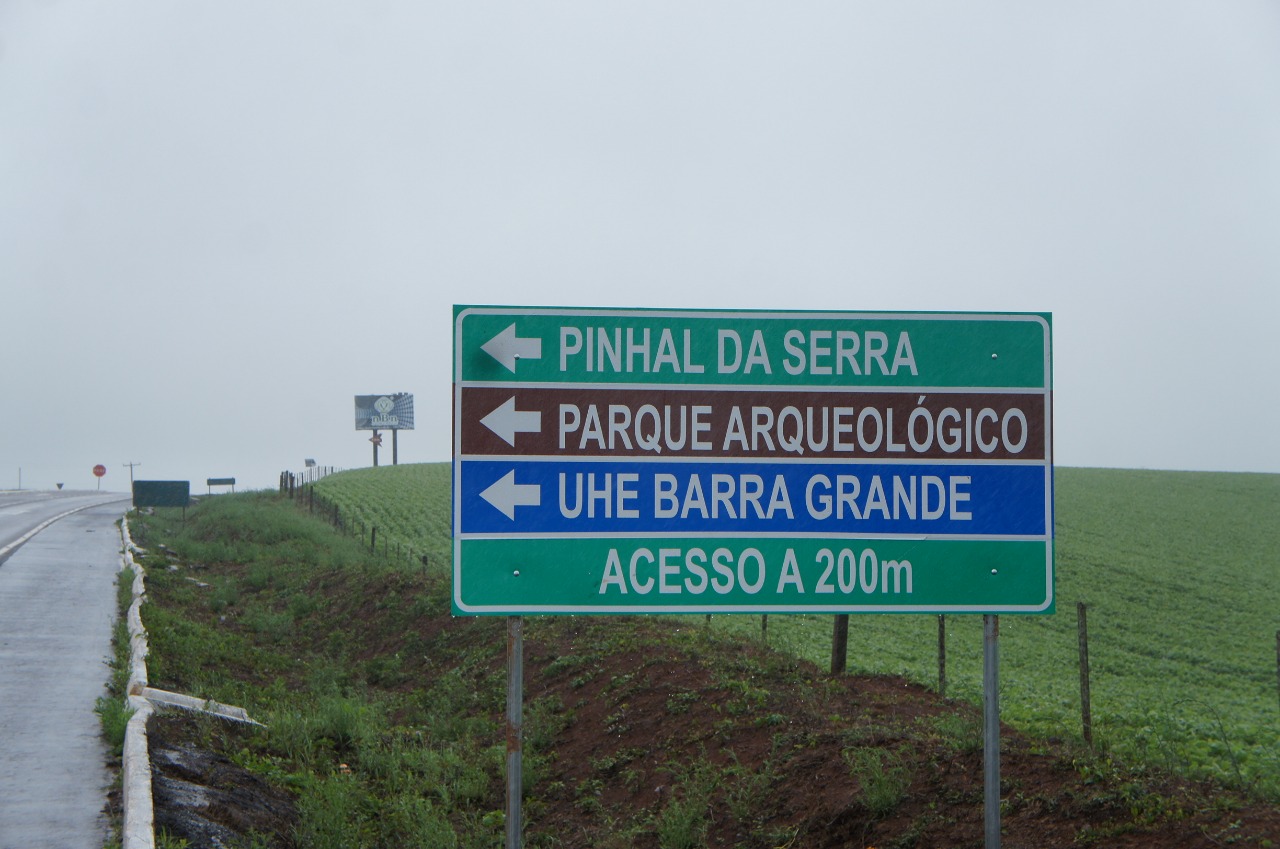 PINHAL DA SERRA
PARQUE ARQUEOLÓGICO
UHE BARRA GRANDE
ACESSO A 200m